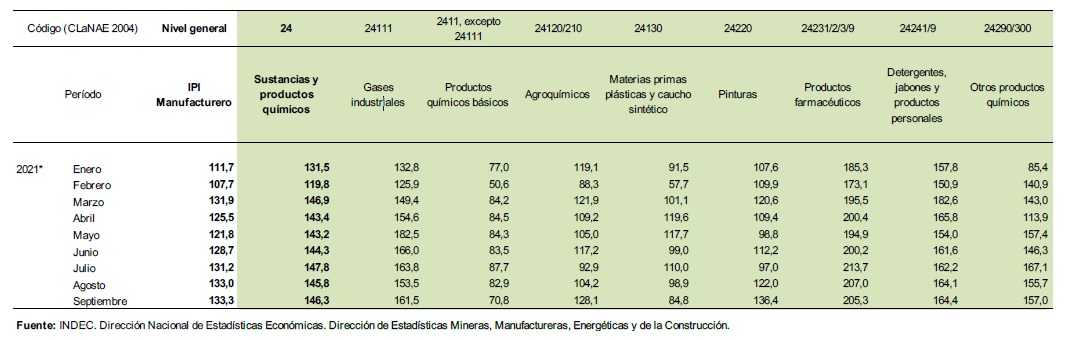 Código (CLaNAE 2004) Nivel general 24 24111 2411, excepto 24111 24120/210 24130 24220 24231/2/3/9 24241/9 24290/300
Período IPI Manufacturero Sustancias y productos químicos Gases industriales Productos químicos básicos Agroquímicos Materias primas plásticas y caucho sintético Pinturas Productos farmacéuticos Detergentes, jabones y productos personales Otros productos químicos
2021* Enero 111,7 131,5 132,8 77,0 119,1 91,5 107,6 185,3 157,8 85,4
Febrero 107,7 119,8 125,9 50,6 88,3 57,7 109,9 173,1 150,9 140,9
Marzo 131,9 146,9 149,4 84,2 121,9 101,1 120,6 195,5 182,6 143,0
Abril 125,5 143,4 154,6 84,5 109,2 119,6 109,4 200,4 165,8 113,9
Mayo 121,8 143,2 182,5 84,3 105,0 117,7 98,8 194,9 154,0 157,4
Junio 128,7 144,3 166,0 83,5 117,2 99,0 112,2 200,2 161,6 146,3
Julio 131,2 147,8 163,8 87,7 92,9 110,0 97,0 213,7 162,2 167,1
Agosto 133,0 145,8 153,5 82,9 104,2 98,9 122,0 207,0 164,1 155,7
Septiembre 133,3 146,3 161,5 70,8 128,1 84,8 136,4 205,3 164,4 157,0
Fuente: INDEC. Dirección Nacional de Estadísticas Económicas. Dirección de Estadísticas Mineras, Manufactureras, Energéticas y de la Construcción.